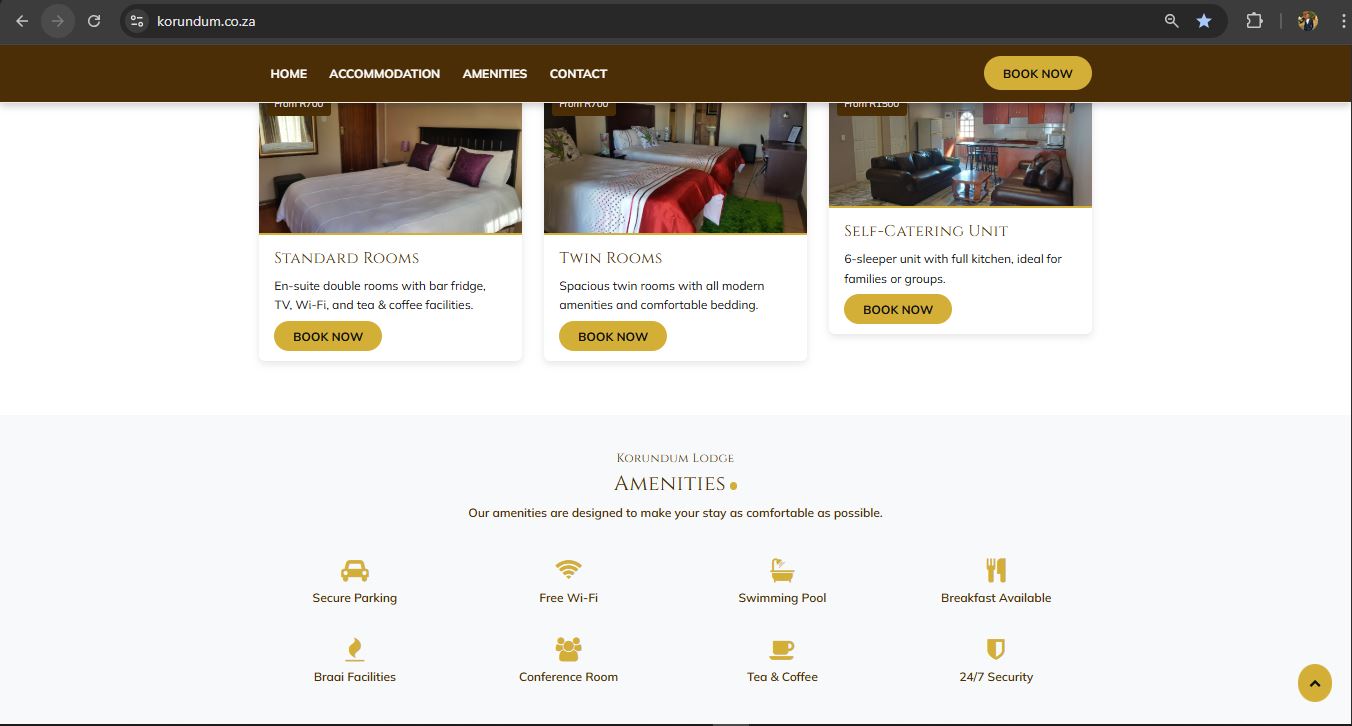 korundum.co.za
HOME ACCOMMODATION AMENITIES CONTACT BOOK NOW
From R700 From R700 From R1500
Standard Rooms
En-suite double rooms with bar fridge,
TV, Wi-Fi, and tea & coffee facilities.
BOOK NOW
Twin Rooms
Spacious twin rooms with all modern
amenities and comfortable bedding.
BOOK NOW
Self-Catering Unit
6-sleeper unit with full kitchen, ideal for
families or groups.
BOOK NOW
Korundum Lodge
Amenities
Our amenities are designed to make your stay as comfortable as possible.
Secure Parking Free Wi-Fi Swimming Pool Breakfast Available
Braai Facilities Conference Room Tea & Coffee 24/7 Security